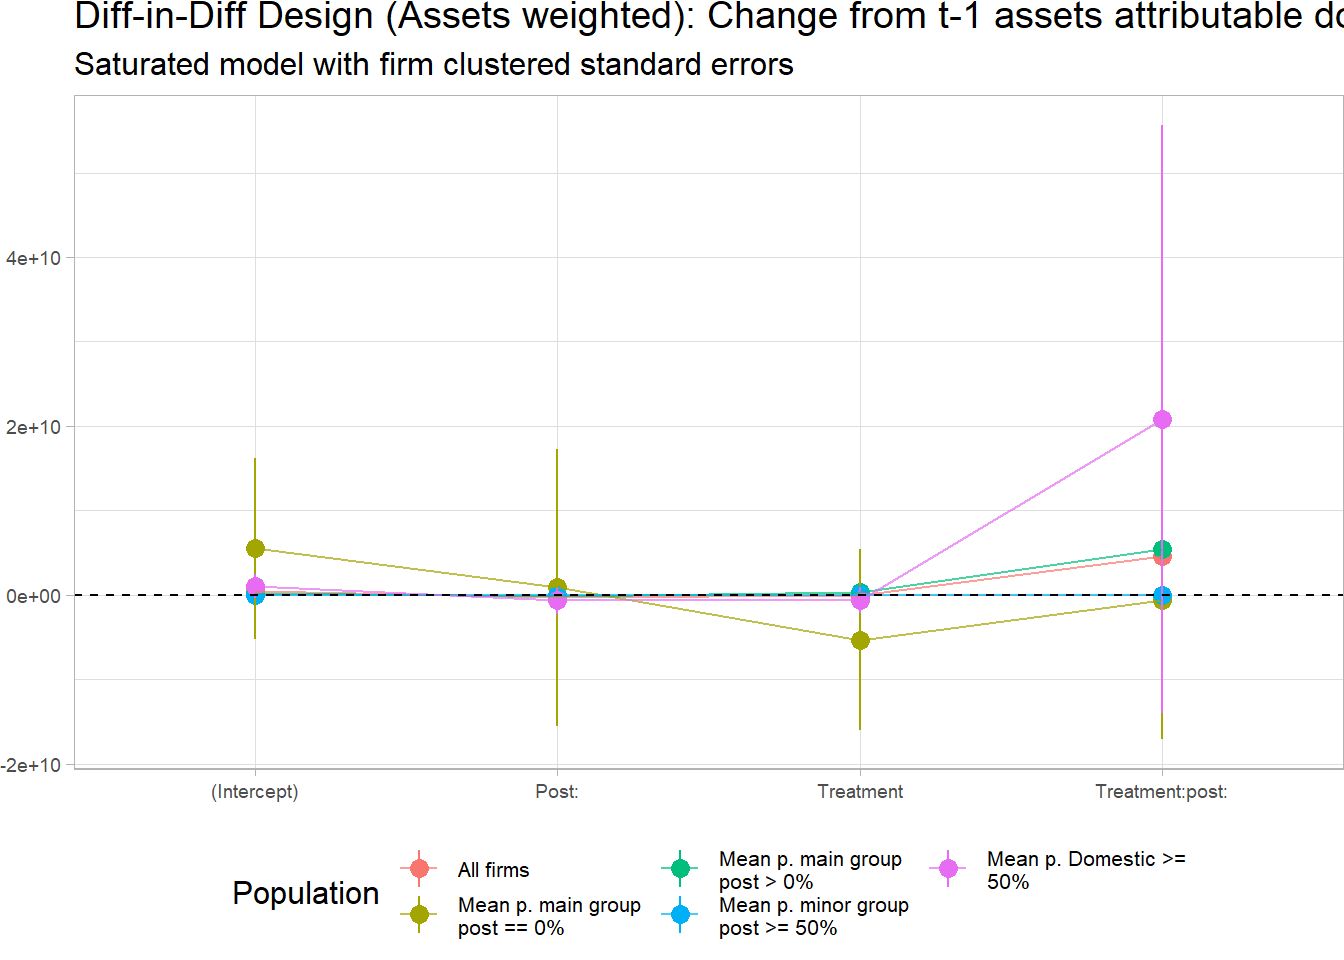 Diff-in-Diff Design (Assets weighted): Change from t-1 assets attributable
Saturated model with firm clustered standard errors
4e+10
2e+10
0e+00
-2e+10
(Intercept)
Post:
Treatment
Treatment:post:
Population
All firms
Mean p. main group
post == 0%
Mean p. main group
post > 0%
Mean p. minor group
post >= 50%
Mean p. Domestic >=
50%